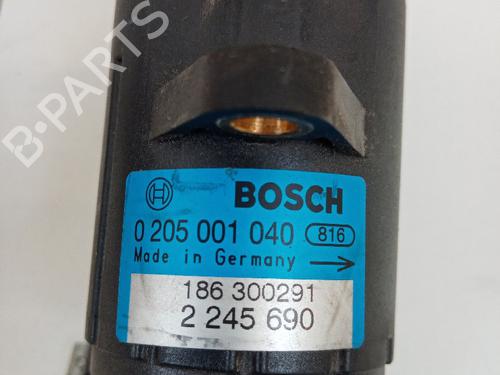 B-PARTS
BOSCH
0 205 001 040 816
Made in Germany
186 300291
2 245 690